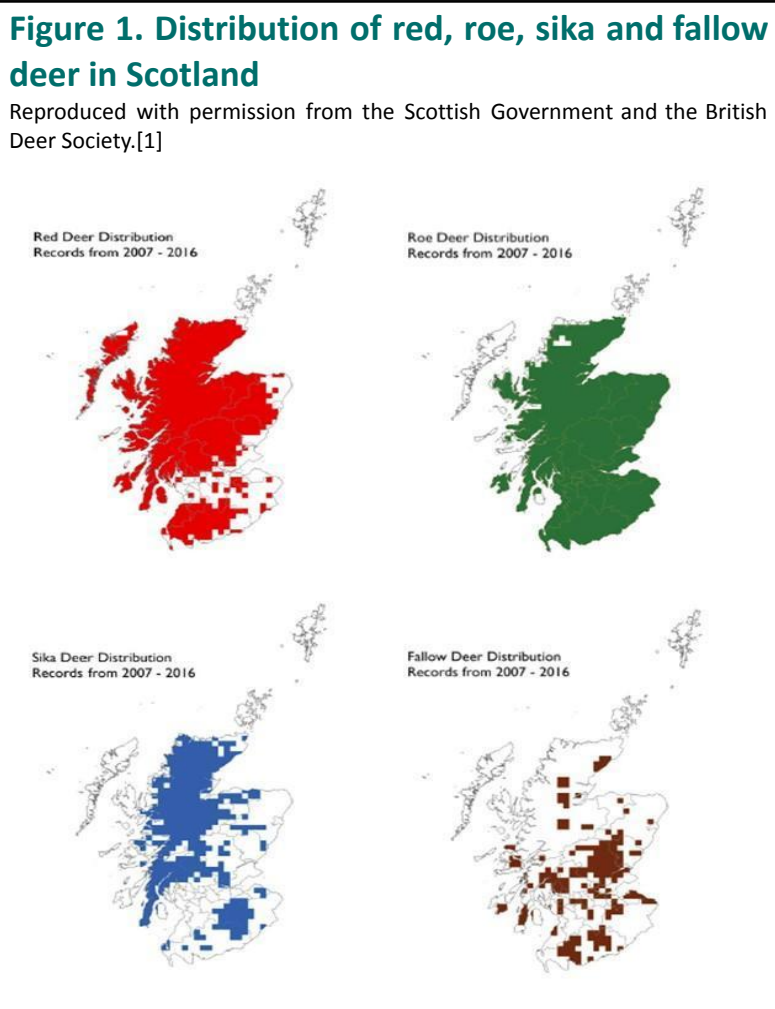 Figure 1. Distribution of red, roe, sika and fallow
deer in Scotland
Reproduced with permission from the Scottish Government and the British
Deer Society.[1]
Red Deer Distribution
Records from 2007 - 2016
Roe Deer Distribution
Records from 2007 - 2016
Sika Deer Distribution
Records from 2007 - 2016
Fallow Deer Distribution
Records from 2007 - 2016